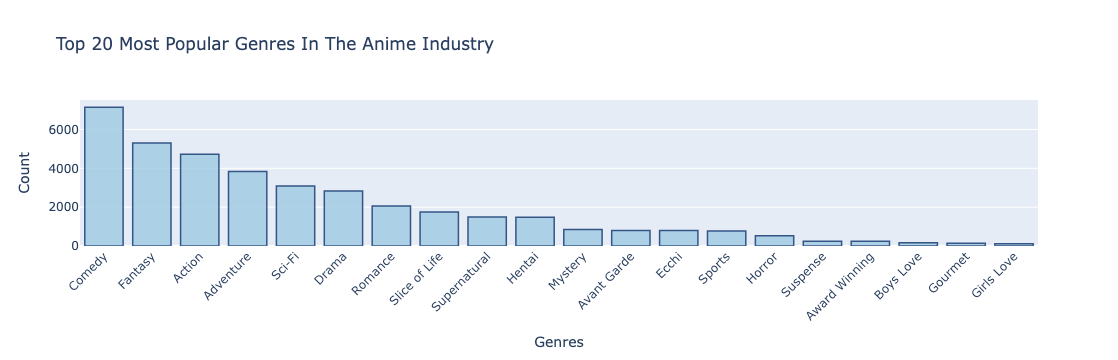 Top 20 Most Popular Genres In The Anime Industry
Count
6000
4000
2000
0
Comedy
Fantasy
Action
Adventure
Sci-Fi
Drama
Romance
Slice of Life
Supernatural
Hentai
Mystery
Avant Garde
Ecchi
Sports
Horror
Suspense
Award Winning
Boys Love
Gourmet
Girls Love
Genres